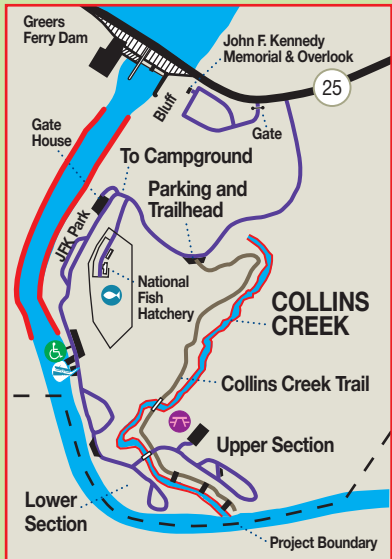 Greers
Ferry Dam
John F. Kennedy
Memorial & Overlook
25
Bluff
Gate
Gate
House
To Campground
Parking and
Trailhead
JFK Park
National
Fish
Hatchery
COLLINS
CREEK
Collins Creek Trail
Upper Section
Lower
Section
Project Boundary